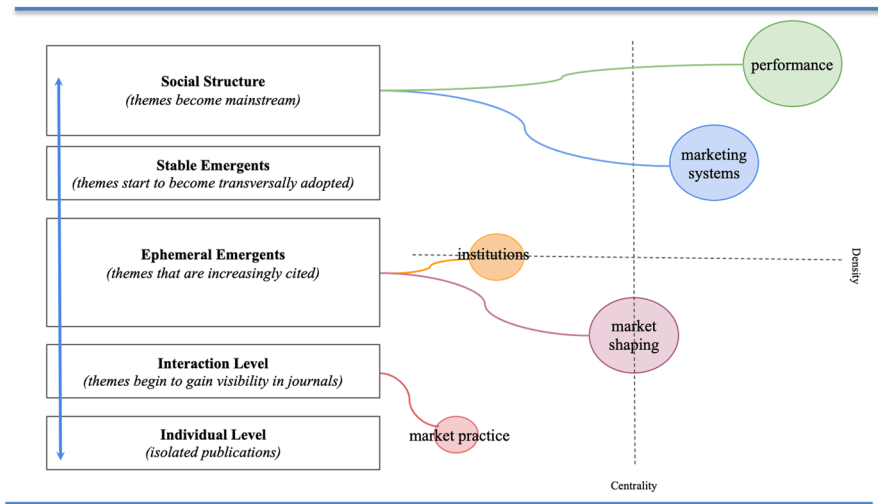 Social Structure
(themes become mainstream)
performance
Stable Emergents
(themes start to become transversally adopted)
marketing
systems
Ephemeral Emergents
(themes that are increasingly cited)
institutions
Density
market
shaping
Interaction Level
(themes begin to gain visibility in journals)
Individual Level
(isolated publications)
market practice
Centrality